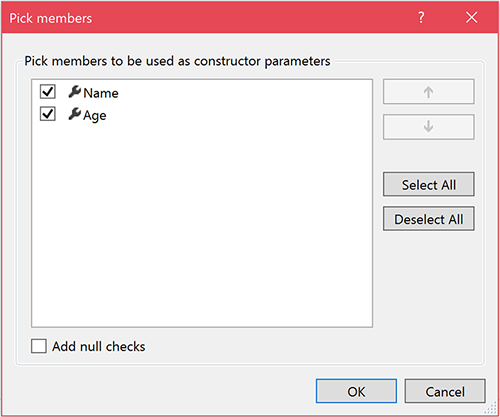 Pick members
Pick members to be used as constructor parameters
Name
Age
Select All
Deselect All
Add null checks
OK
Cancel